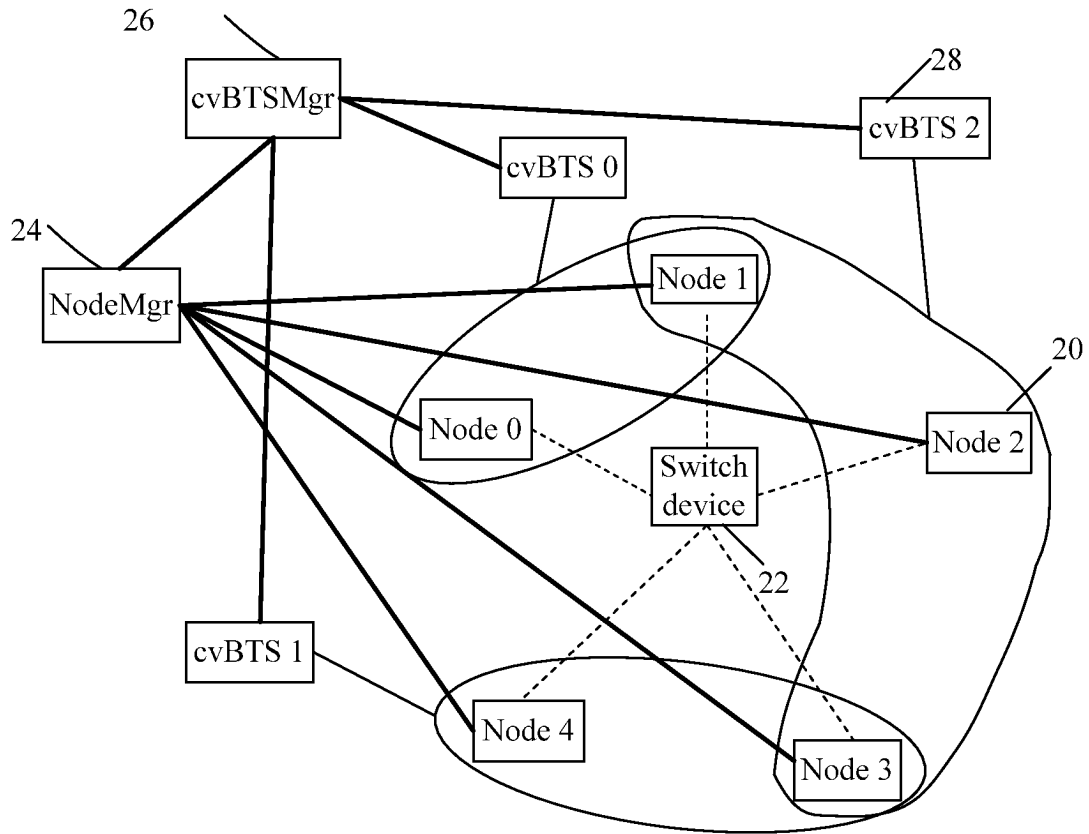 26
cvBTSMgr
28
cvBTS 2
cvBTS 0
24
NodeMgr
Node 1
20
Node 0
Node 2
Switch
device
22
cvBTS 1
Node 4
Node 3